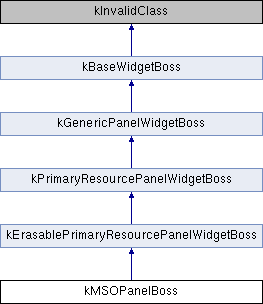 kInvalidClass
kBaseWidgetBoss
kGenericPanelWidgetBoss
kPrimaryResourcePanelWidgetBoss
kErasablePrimaryResourcePanelWidgetBoss
kMSOPanelBoss